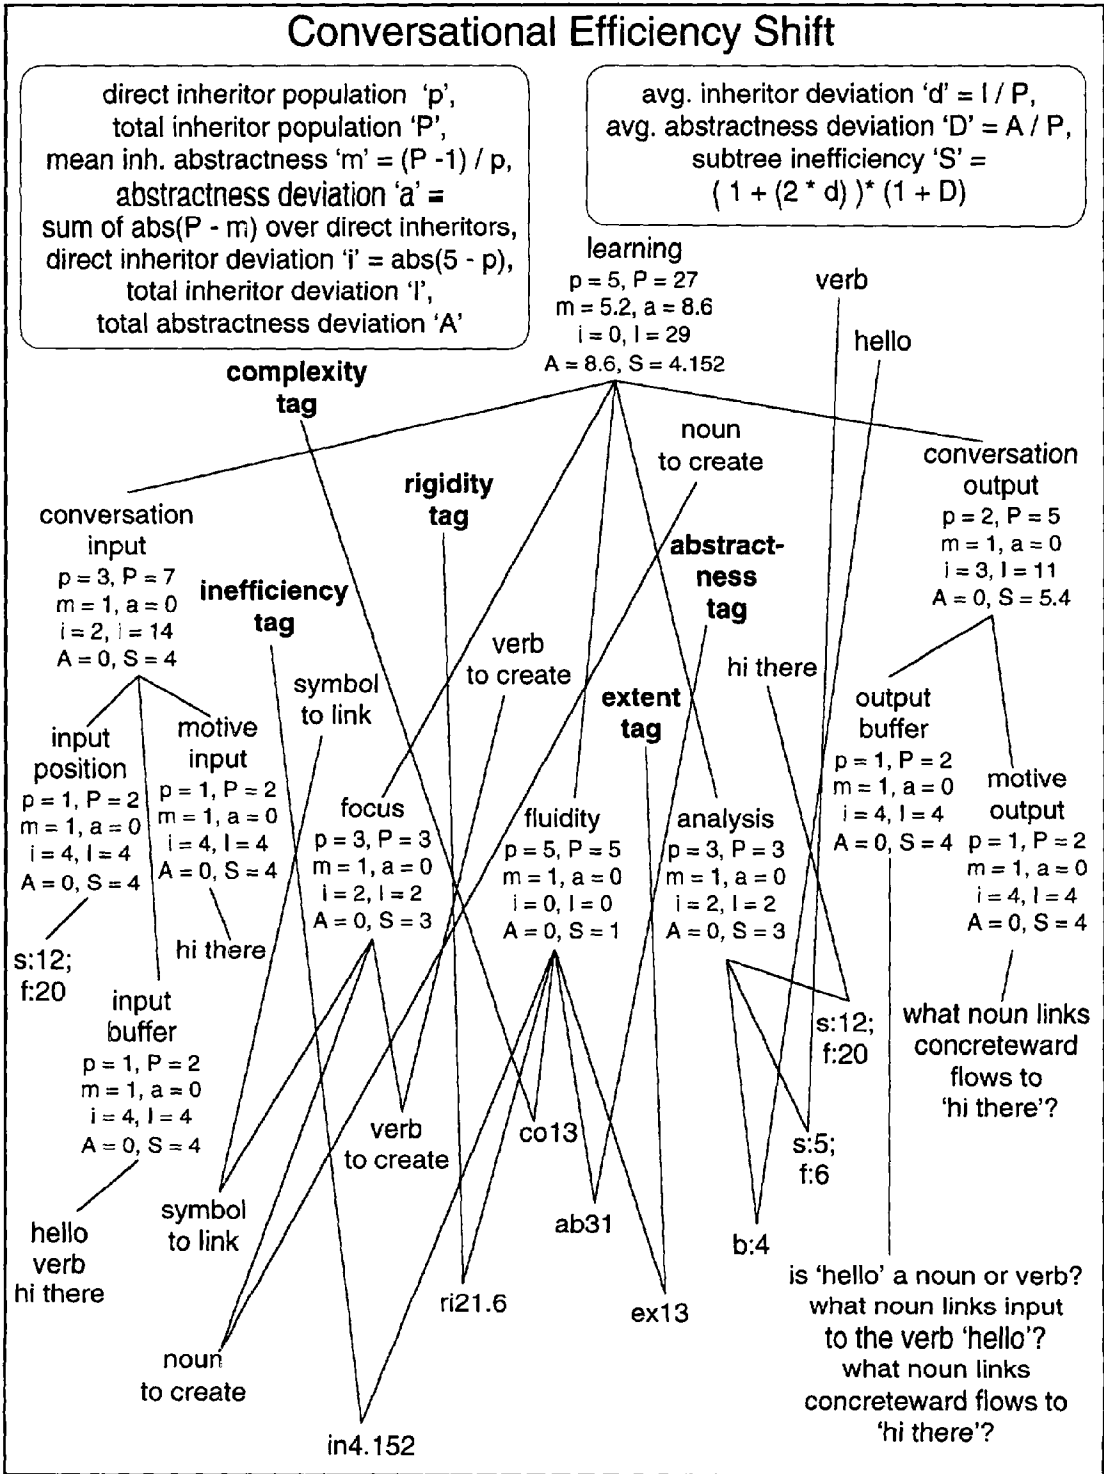 Conversational Efficiency Shift
direct inheritor population ‘p’,
total inheritor population ‘P’,
mean inh. abstractness ‘m’ = (P -1) / p,
abstractness deviation ‘a’ =
sum of abs(P - m) over direct inheritors,
direct inheritor deviation ‘i’ = abs(5 - p),
total inheritor deviation ‘I’,
total abstractness deviation ‘A’
avg. inheritor deviation ‘d’ = I / P,
avg. abstractness deviation ‘D’ = A / P,
subtree inefficiency ‘S’ =
( 1 + (2 * d) )* (1 + D)
learning
p = 5, P = 27
m = 5.2, a = 8.6
i = 0, I = 29
A = 8.6, S = 4.152
verb
hello
complexity
tag
noun
to create
rigidity
tag
conversation
output
p = 2, P = 5
m = 1, a = 0
i = 3, I = 11
A = 0, S = 5.4
conversation
input
p = 3, P = 7
m = 1, a = 0
i = 2, i = 14
A = 0, S = 4
inefficiency
tag
abstract-
ness
tag
verb
to create
hi there
symbol
to link
extent
tag
output
buffer
p = 1, P = 2
m = 1, a = 0
i = 4, I = 4
A = 0, S = 4
input
position
p = 1, P = 2
m = 1, a = 0
i = 4, I = 4
A = 0, S = 4
motive
input
p = 1, P = 2
m = 1, a = 0
i = 4, I = 4
A = 0, S = 4
focus
p = 3, P = 3
m = 1, a = 0
i = 2, I = 2
A = 0, S = 3
fluidity
p = 5, P = 5
m = 1, a = 0
i = 0, I = 0
A = 0, S = 1
analysis
p = 3, P = 3
m = 1, a = 0
i = 2, I = 2
A = 0, S = 3
motive
output
p = 1, P = 2
m = 1, a = 0
i = 4, I = 4
A = 0, S = 4
s:12;
f:20
hi there
input
buffer
p = 1, P = 2
m = 1, a = 0
i = 4, I = 4
A = 0, S = 4
s:12;
f:20
what noun links
concreteward
flows to
‘hi there’?
verb
to create
co13
s:5;
f:6
symbol
to link
ab31
b:4
hello
verb
hi there
ri21.6
ex13
is ‘hello’ a noun or verb?
what noun links input
to the verb ‘hello’?
what noun links
concreteward flows to
‘hi there’?
noun
to create
in4.152